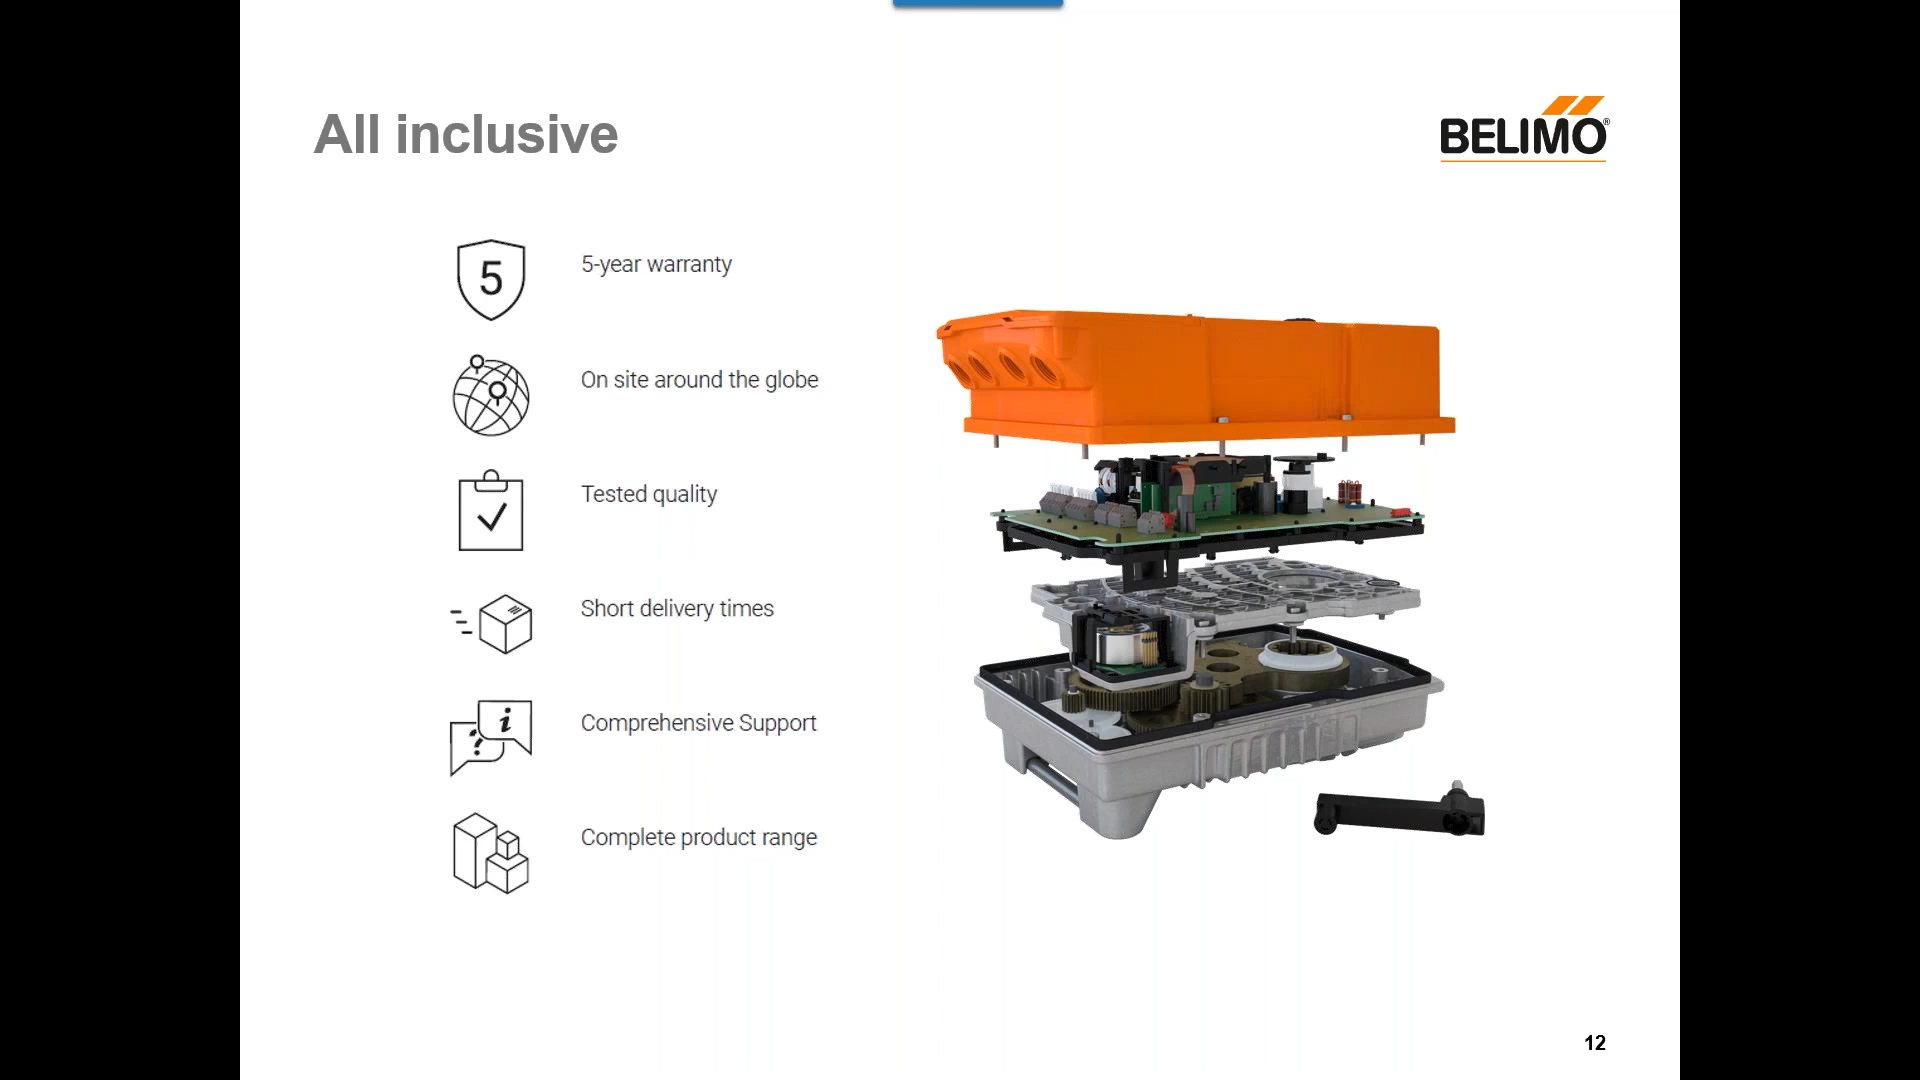 All inclusive
BELIMO®
5
5-year warranty
On site around the globe
Tested quality
Short delivery times
i
?
Comprehensive Support
Complete product range
12